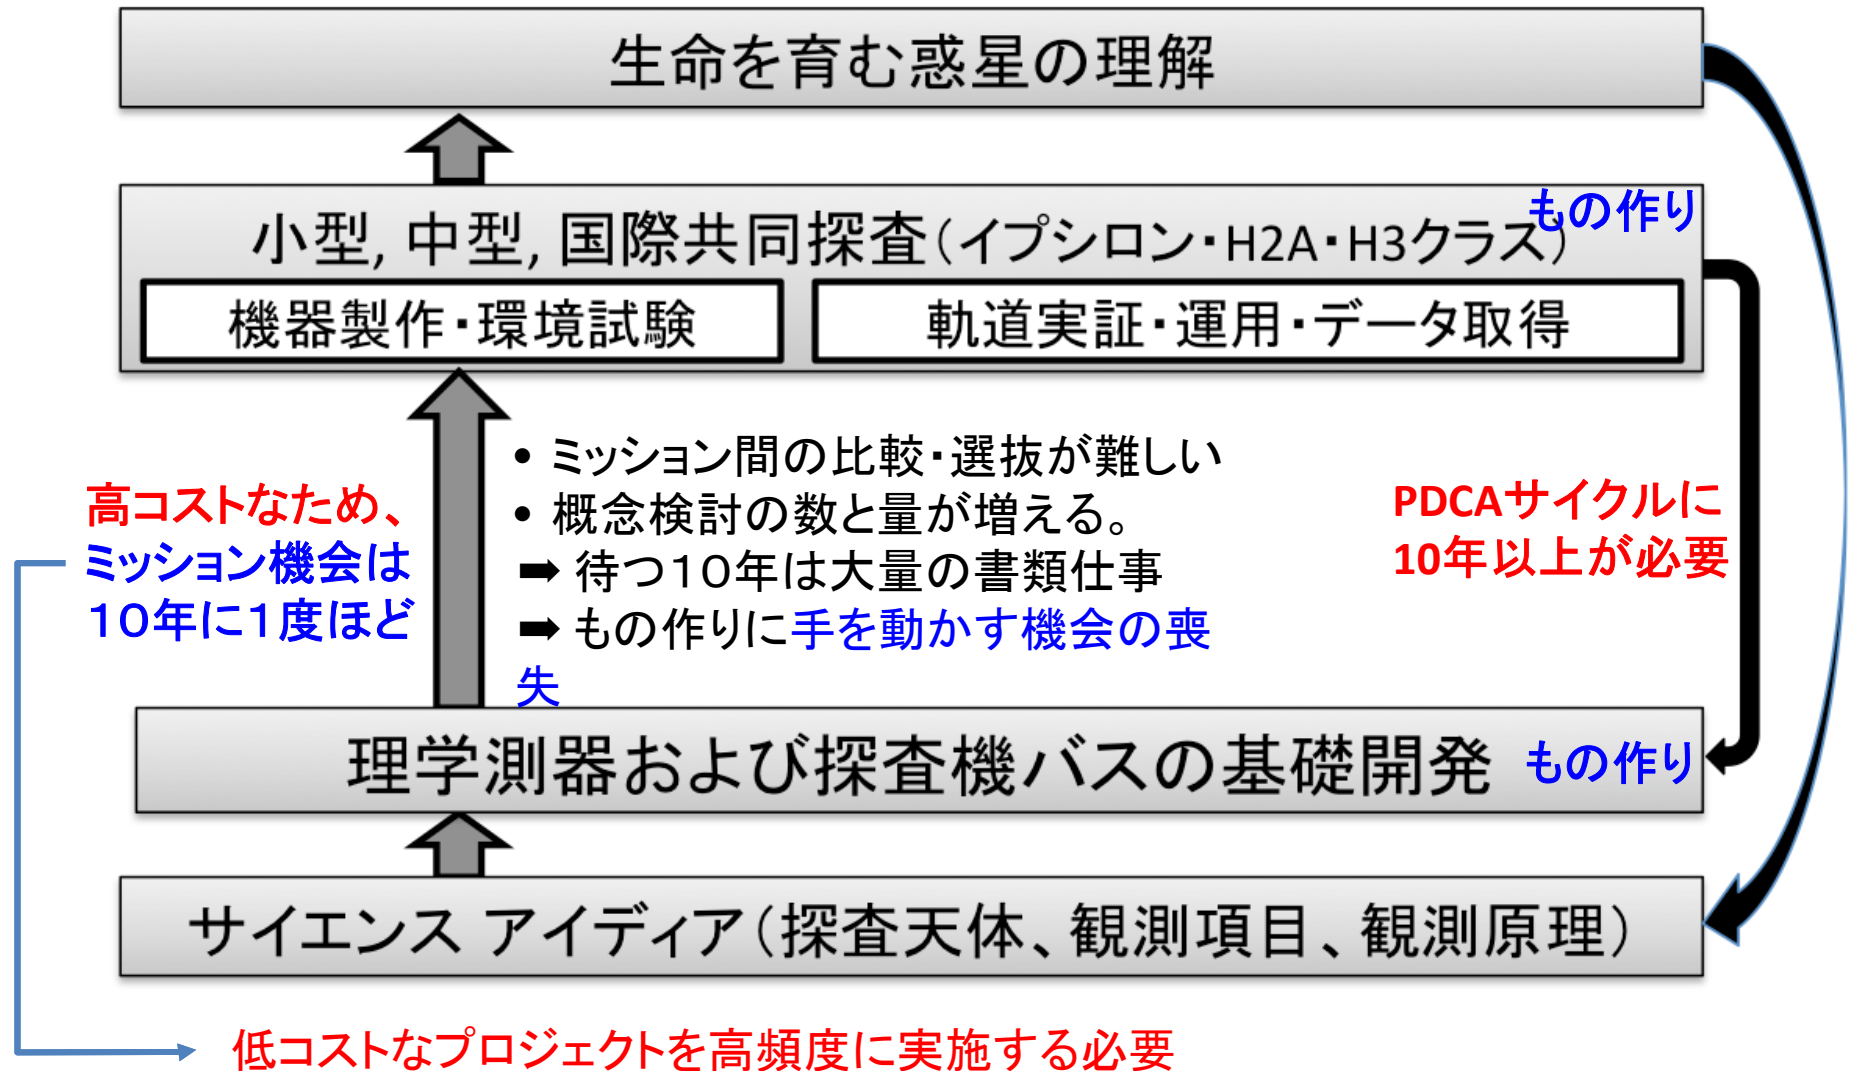 生命を育む惑星の理解
もの作り
小型, 中型, 国際共同探査（イプシロン・H2A・H3クラス）
機器製作・環境試験
軌道実証・運用・データ取得
高コストなため、
ミッション機会は
１０年に１度ほど
• ミッション間の比較・選抜が難しい
• 概念検討の数と量が増える。
➡ 待つ１０年は大量の書類仕事
➡ もの作りに手を動かす機会の喪
失
PDCAサイクルに
10年以上が必要
理学測器および探査機バスの基礎開発
もの作り
サイエンス アイディア（探査天体、観測項目、観測原理）
低コストなプロジェクトを高頻度に実施する必要